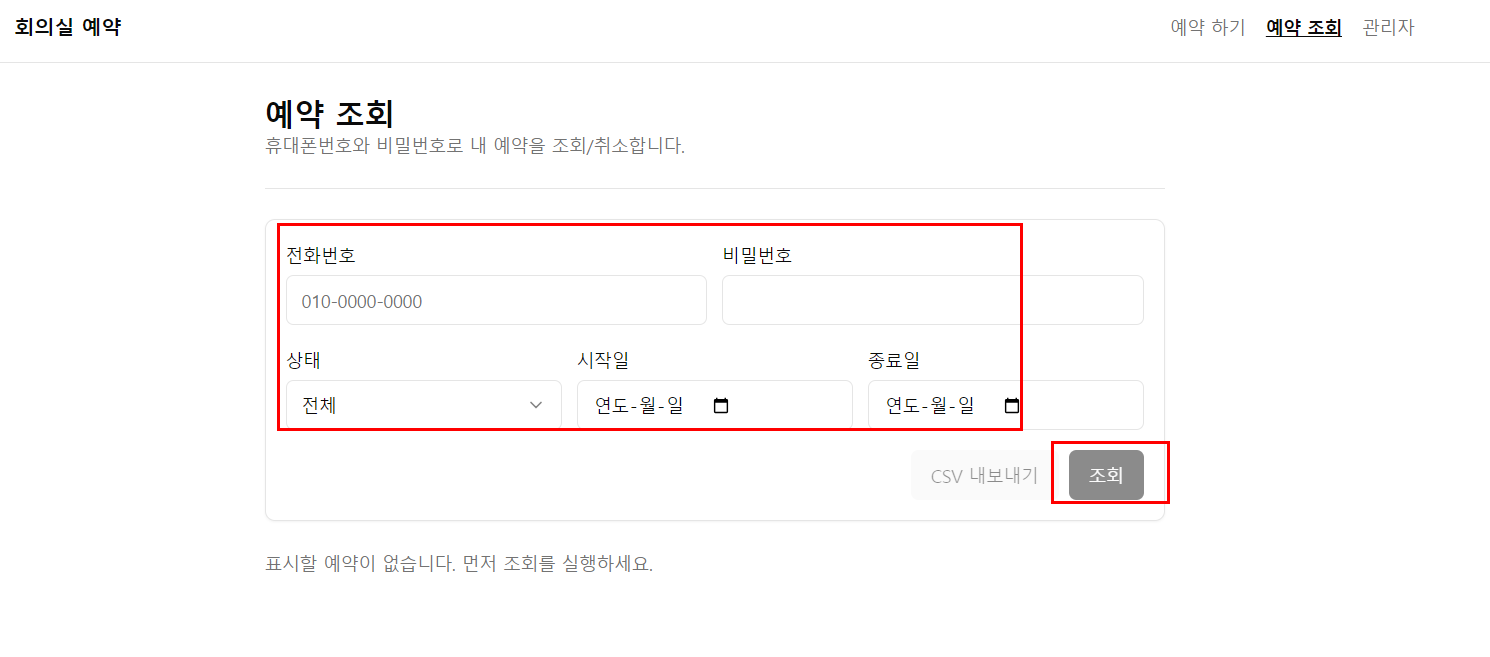 회의실 예약
예약 하기 예약 조회 관리자
예약 조회
휴대폰번호와 비밀번호로 내 예약을 조회/취소합니다.
전화번호 비밀번호
010-0000-0000
상태 시작일 종료일
전체 연도-월-일 연도-월-일
CSV 내보내기 조회
표시할 예약이 없습니다. 먼저 조회를 실행하세요.